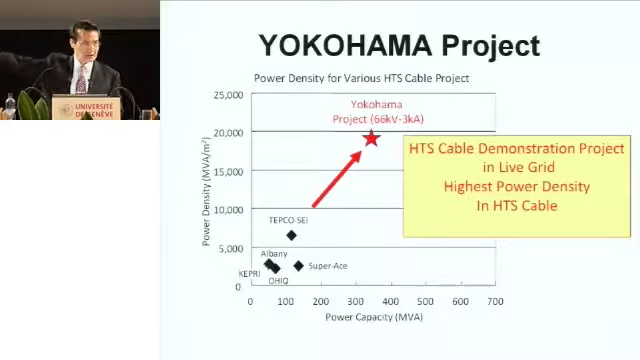 YOKOHAMA Project
Power Density for Various HTS Cable Project
Power Density (MVA/m²)
25,000
20,000
15,000
10,000
5,000
0
Yokohama
Project (66kV-3kA)
HTS Cable Demonstration Project
in Live Grid
Highest Power Density
In HTS Cable
TEPCO-SEI
Albany
KEPRI
OHIO
Super-Ace
0 100 200 300 400 500 600 700
Power Capacity (MVA)
UNIVERSITÉ
DE GENÈVE